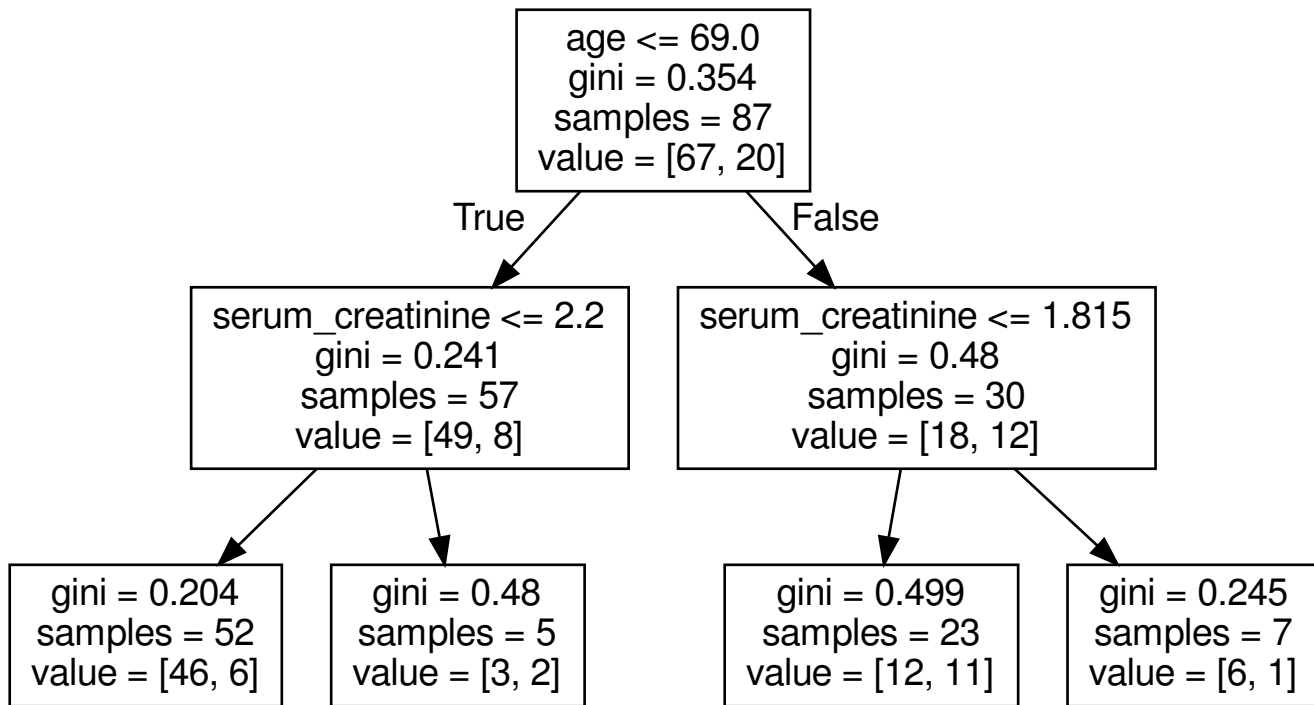 age <= 69.0
gini = 0.354
samples = 87
value = [67, 20]
True
False
serum_creatinine <= 2.2
gini = 0.241
samples = 57
value = [49, 8]
serum_creatinine <= 1.815
gini = 0.48
samples = 30
value = [18, 12]
gini = 0.204
samples = 52
value = [46, 6]
gini = 0.48
samples = 5
value = [3, 2]
gini = 0.499
samples = 23
value = [12, 11]
gini = 0.245
samples = 7
value = [6, 1]